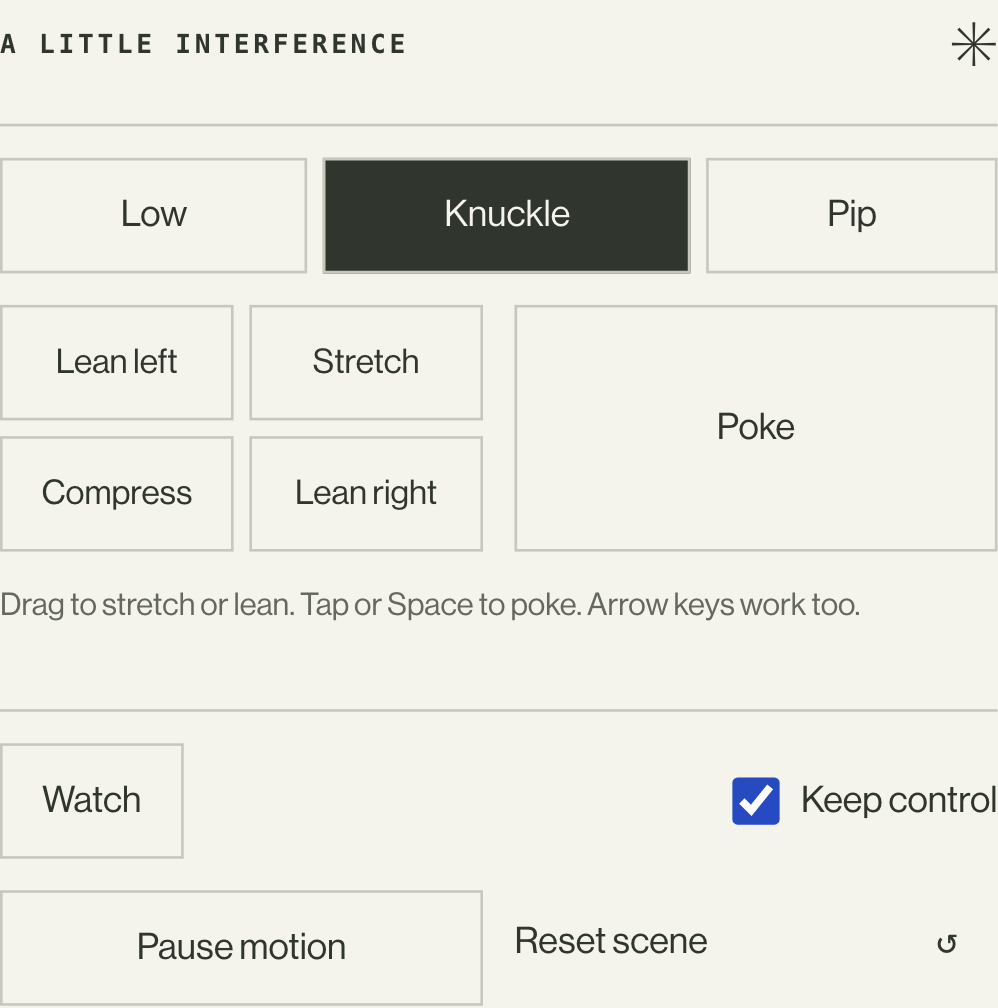 A LITTLE INTERFERENCE
Low Knuckle Pip
Lean left Stretch
Poke
Compress Lean right
Drag to stretch or lean. Tap or Space to poke. Arrow keys work too.
Watch Keep control
Pause motion Reset scene ↺